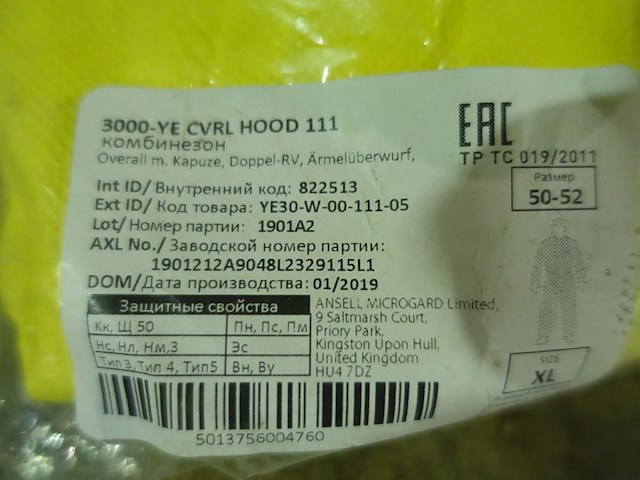 3000-YE CVRL HOOD 111
комбинезон
Overall m. Kapuze, Doppel-RV, Ärmelüberwurf,
EAC
ТР ТС 019/2011
Размер
50-52
Int ID/ Внутренний код: 822513
Ext ID/ Код товара: YE30-W-00-111-05
Lot/ Номер партии: 1901A2
AXL No./ Заводской номер партии:
1901212A9048L2329115L1
DOM/Дата производства: 01/2019
Защитные свойства
Кк, Щ 50 Пн, Пс, Пм
Нс, Нл, Нм,З Эс
Тип 3, Тип 4, Тип5 Вн, Ву
ANSELL MICROGARD Limited,
9 Saltmarsh Court,
Priory Park,
Kingston Upon Hull,
United Kingdom
HU4 7DZ
SIZE
XL
5013756004760